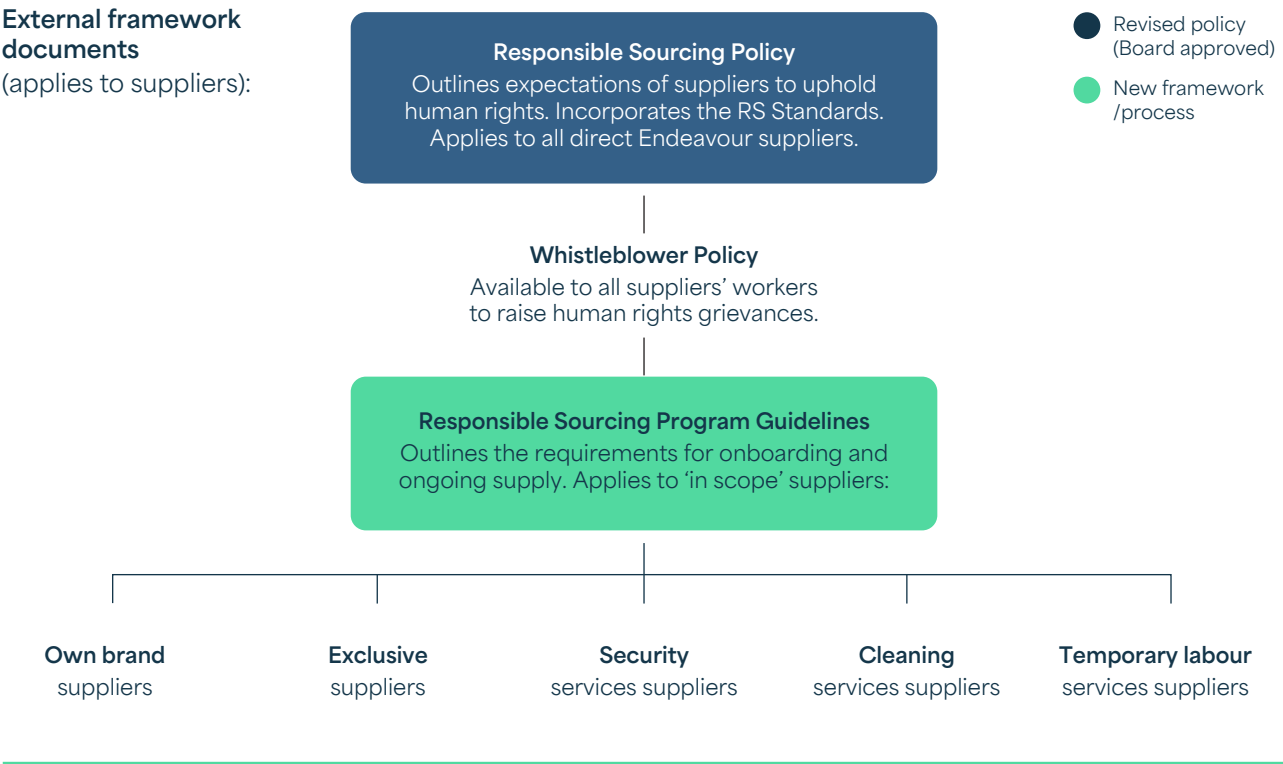 External framework
documents
(applies to suppliers):
Responsible Sourcing Policy
Outlines expectations of suppliers to uphold
human rights. Incorporates the RS Standards.
Applies to all direct Endeavour suppliers.
Revised policy
(Board approved)
New framework
/process
Whistleblower Policy
Available to all suppliers’ workers
to raise human rights grievances.
Responsible Sourcing Program Guidelines
Outlines the requirements for onboarding and
ongoing supply. Applies to ‘in scope’ suppliers:
Own brand
suppliers
Exclusive
suppliers
Security
services suppliers
Cleaning
services suppliers
Temporary labour
services suppliers